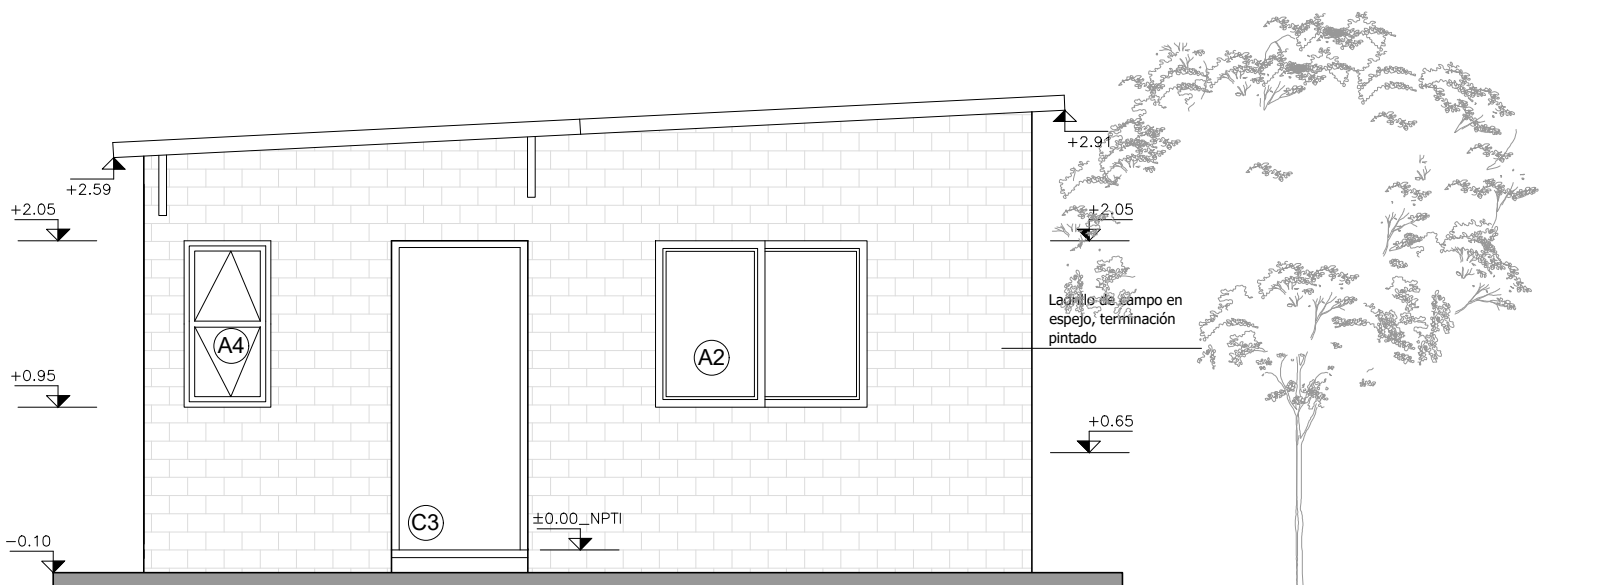 +2.91
+2.59
+2.05
+2.05
Ladrillo de campo en
espejo, terminación
pintado
A4
A2
+0.95
+0.65
C3
±0.00_NPTI
−0.10